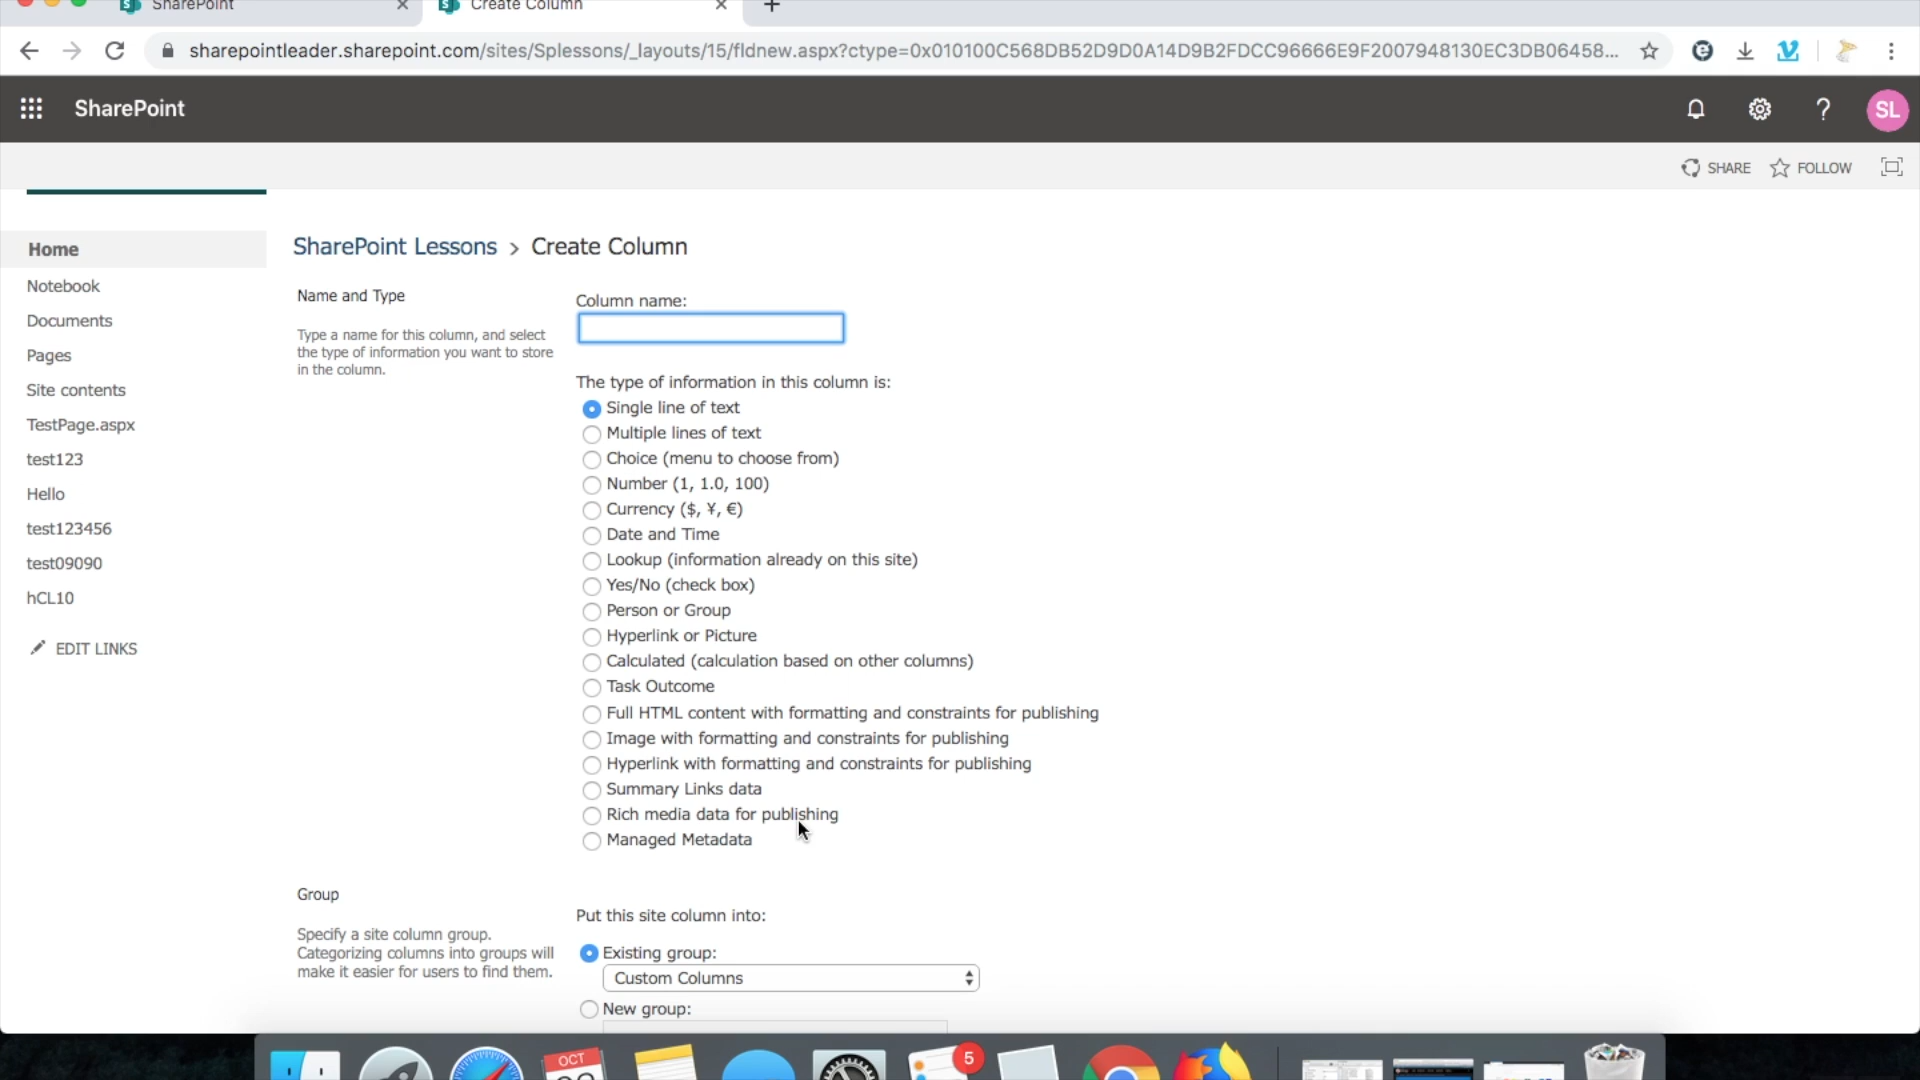 SharePoint
Create Column
sharepointleader.sharepoint.com/sites/Splessons/_layouts/15/fldnew.aspx?ctype=0x010100C568DB52D9D0A14D9B2FDCC96666E9F2007948130EC3DB06458...
SharePoint
SL
SHARE
FOLLOW
Home
Notebook
Documents
Pages
Site contents
TestPage.aspx
test123
Hello
test123456
test09090
hCL10
EDIT LINKS
SharePoint Lessons > Create Column
Name and Type
Type a name for this column, and select
the type of information you want to store
in the column.
Column name:
The type of information in this column is:
Single line of text
Multiple lines of text
Choice (menu to choose from)
Number (1, 1.0, 100)
Currency ($, ¥, €)
Date and Time
Lookup (information already on this site)
Yes/No (check box)
Person or Group
Hyperlink or Picture
Calculated (calculation based on other columns)
Task Outcome
Full HTML content with formatting and constraints for publishing
Image with formatting and constraints for publishing
Hyperlink with formatting and constraints for publishing
Summary Links data
Rich media data for publishing
Managed Metadata
Group
Specify a site column group.
Categorizing columns into groups will
make it easier for users to find them.
Put this site column into:
Existing group:
Custom Columns
New group:
OCT
5